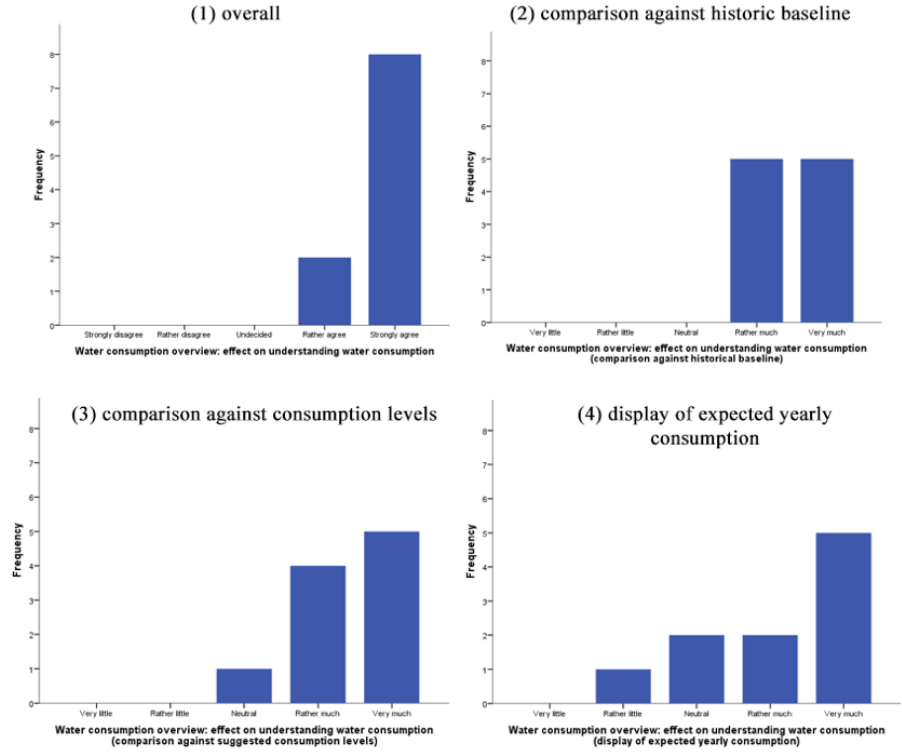 (1) overall
8
7
6
5
4
3
2
1
0
Frequency
Strongly disagree Rather disagree Undecided Rather agree Strongly agree
Water consumption overview: effect on understanding water consumption
(2) comparison against historic baseline
8
7
6
5
4
3
2
1
0
Frequency
Very little Rather little Neutral Rather much Very much
Water consumption overview: effect on understanding water consumption
(comparison against historical baseline)
(3) comparison against consumption levels
8
7
6
5
4
3
2
1
0
Frequency
Very little Rather little Neutral Rather much Very much
Water consumption overview: effect on understanding water consumption
(comparison against suggested consumption levels)
(4) display of expected yearly
consumption
8
7
6
5
4
3
2
1
0
Frequency
Very little Rather little Neutral Rather much Very much
Water consumption overview: effect on understanding water consumption
(display of expected yearly consumption)